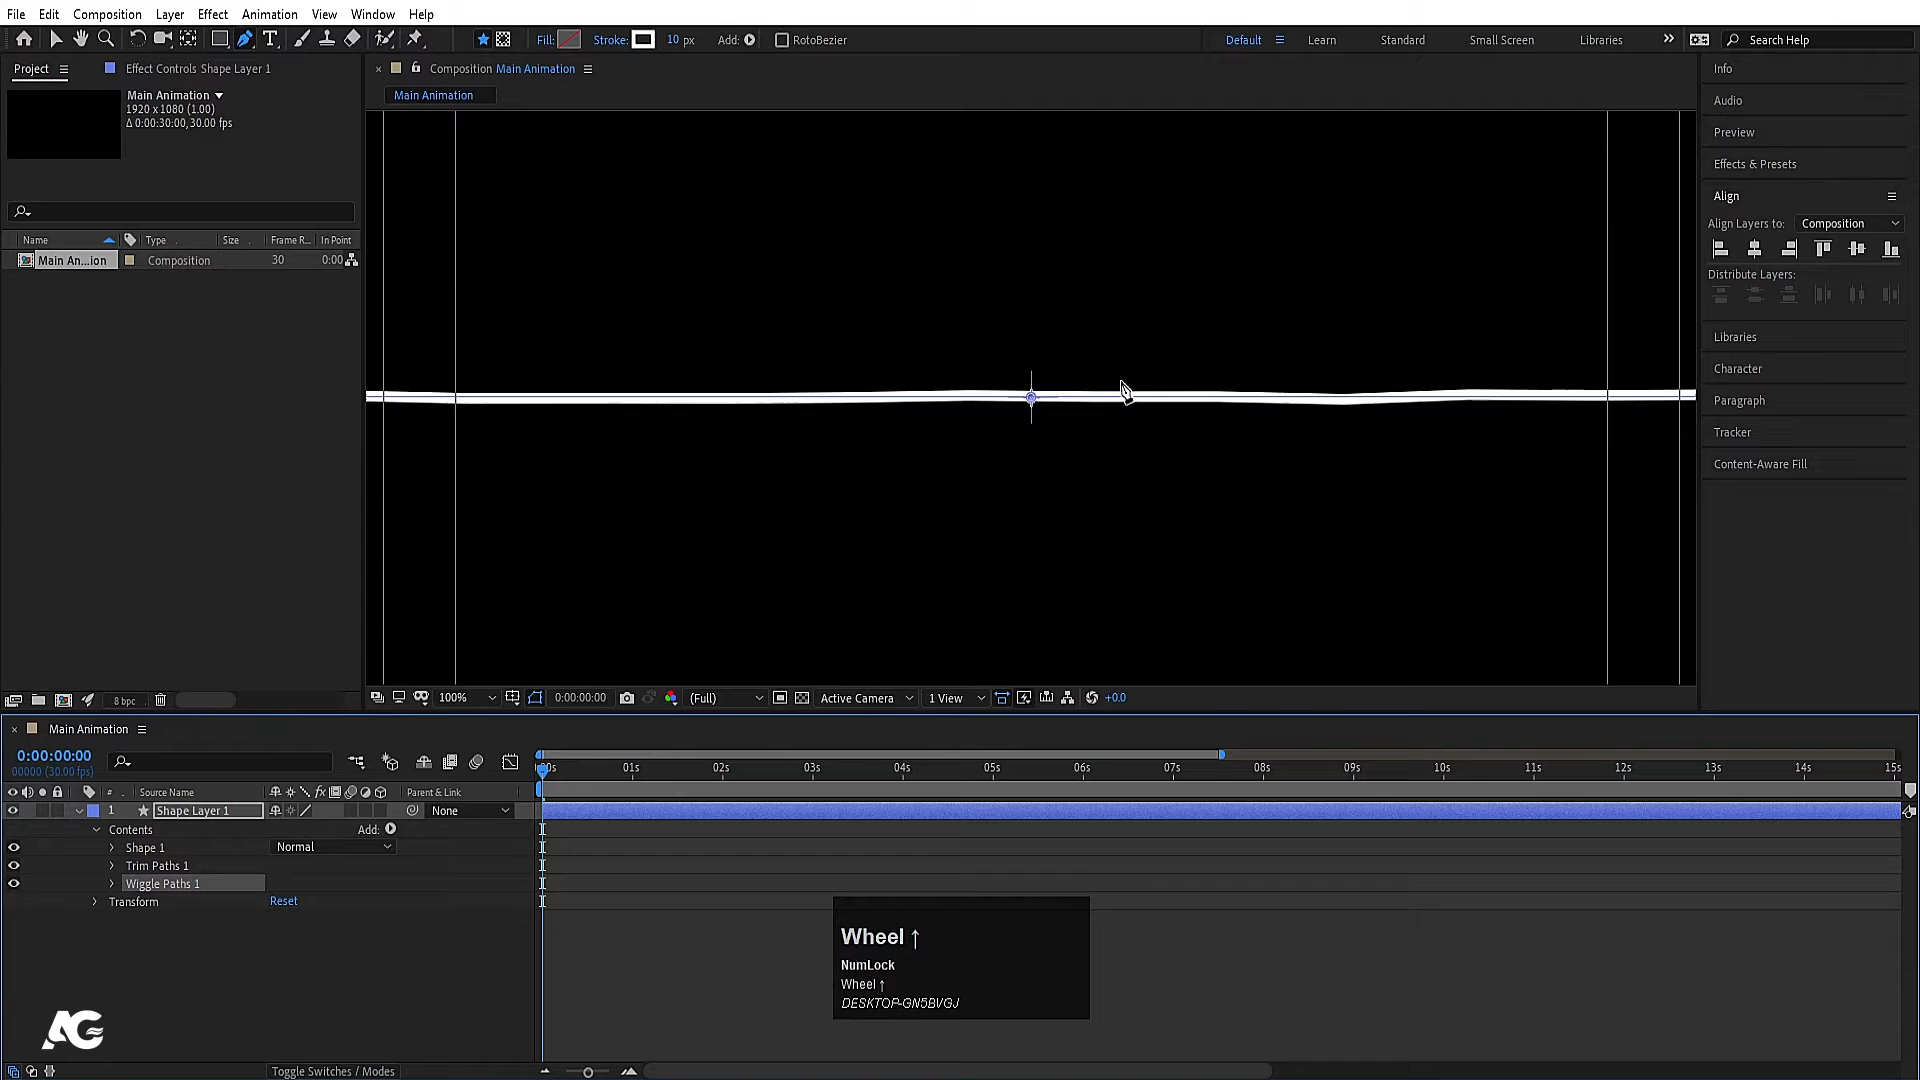 File Edit Composition Layer Effect Animation View Window Help
Fill: Stroke: 10 px Add: RotoBezier Default Learn Standard Small Screen Libraries Search Help
Project Effect Controls Shape Layer 1
Composition Main Animation
Main Animation
1920 x 1080 (1.00)
Δ 0:00:30:00, 30.00 fps
Main Animation
Name Type Size Frame R... In Point
Main An...ion Composition 30 0:00
Info
Audio
Preview
Effects & Presets
Align
Align Layers to: Composition
Distribute Layers:
Libraries
Character
Paragraph
Tracker
Content-Aware Fill
8 bpc
100% 0:00:00:00 (Full) Active Camera 1 View +0.0
Main Animation
0:00:00:00
00000 (30.00 fps)
01s 02s 03s 04s 05s 06s 07s 08s 09s 10s 11s 12s 13s 14s 15s
# Source Name fx Parent & Link
1 Shape Layer 1 None
Contents Add:
Shape 1 Normal
Trim Paths 1
Wiggle Paths 1
Transform Reset
Wheel ↑
NumLock
Wheel ↑
DESKTOP-GN5BVGJ
AG
Toggle Switches / Modes